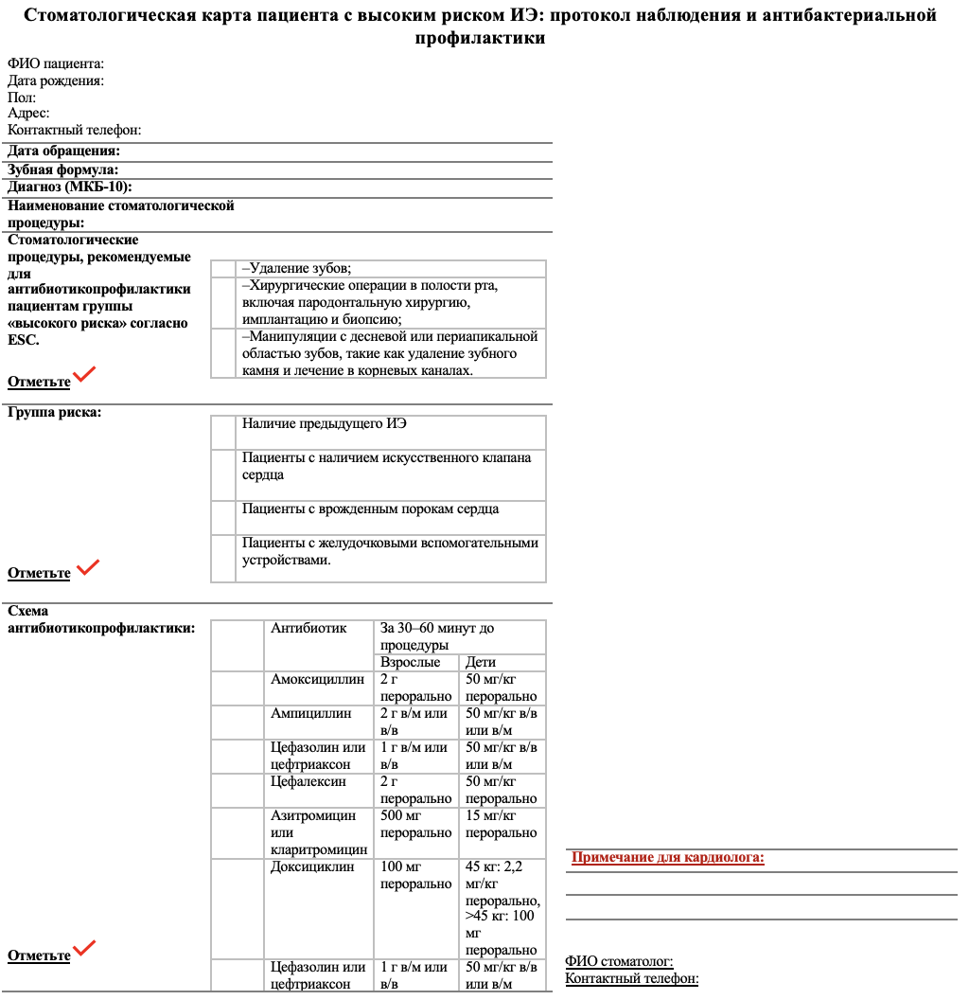 Стоматологическая карта пациента с высоким риском ИЭ: протокол наблюдения и антибактериальной
профилактики
ФИО пациента:
Дата рождения:
Пол:
Адрес:
Контактный телефон:
Дата обращения:
Зубная формула:
Диагноз (МКБ-10):
Наименование стоматологической
процедуры:
Стоматологические
процедуры, рекомендуемые
для
антибиотикопрофилактики
пациентам группы
«высокого риска» согласно
ESC.
Отметьте
–Удаление зубов;
–Хирургические операции в полости рта,
включая пародонтальную хирургию,
имплантацию и биопсию;
–Манипуляции с десневой или периапикальной
областью зубов, такие как удаление зубного
камня и лечение в корневых каналах.
Группа риска:
Отметьте
Наличие предыдущего ИЭ
Пациенты с наличием искусственного клапана
сердца
Пациенты с врожденным порокам сердца
Пациенты с желудочковыми вспомогательными
устройствами.
Схема
антибиотикопрофилактики:
Отметьте
Антибиотик
За 30–60 минут до
процедуры
Взрослые
Дети
Амоксициллин
2 г
перорально
50 мг/кг
перорально
Ампициллин
2 г в/м или
в/в
50 мг/кг в/в
или в/м
Цефазолин или
цефтриаксон
1 г в/м или
в/в
50 мг/кг в/в
или в/м
Цефалексин
2 г
перорально
50 мг/кг
перорально
Азитромицин
или
кларитромицин
500 мг
перорально
15 мг/кг
перорально
Доксициклин
100 мг
перорально
45 кг: 2,2
мг/кг
перорально,
>45 кг: 100
мг
перорально
Цефазолин или
цефтриаксон
1 г в/м или
в/в
50 мг/кг в/в
или в/м
Примечание для кардиолога:
ФИО стоматолог:
Контактный телефон: